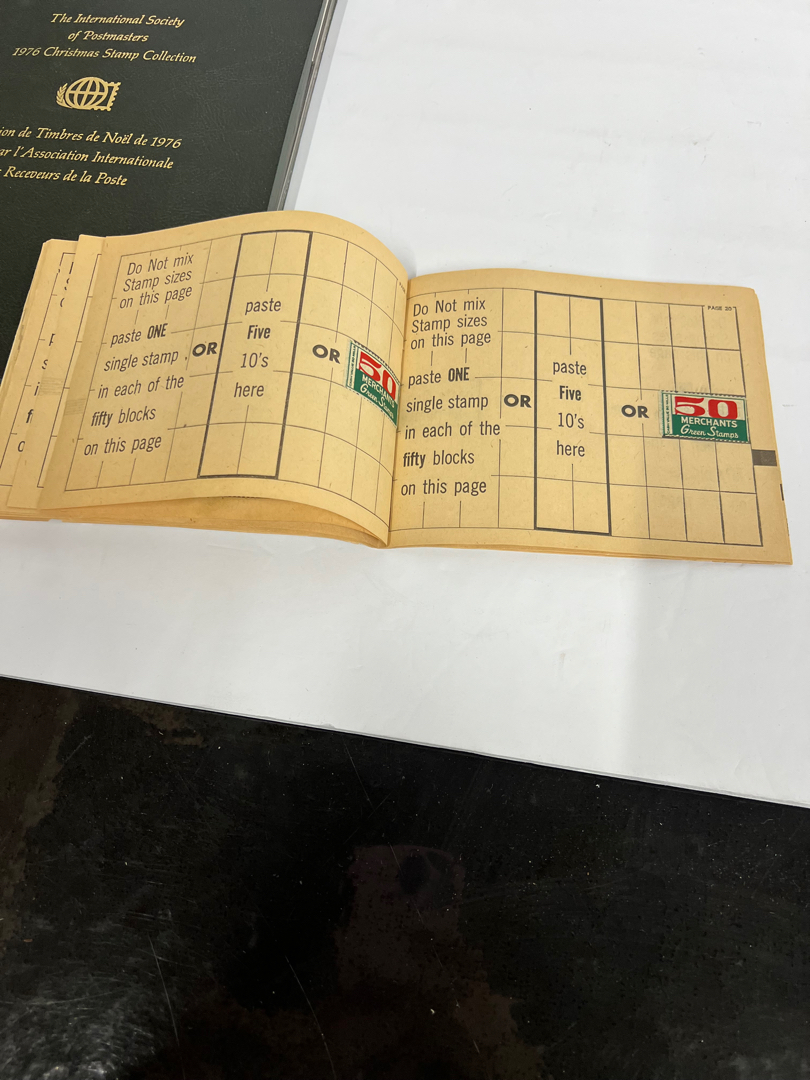 The International Society
of Postmasters
1976 Christmas Stamp Collection
de Timbres de Noël de 1976
l'Association Internationale
Receveurs de la Poste
Do Not mix
Stamp sizes
on this page
paste ONE
single stamp
in each of the
fifty blocks
on this page
OR
paste
Five
10's
here
OR
50
MERCHANTS
Green Stamps
Do Not mix
Stamp sizes
on this page
paste ONE
single stamp
in each of the
fifty blocks
on this page
OR
paste
Five
10's
here
OR
PAGE 20
50
MERCHANTS
Green Stamps